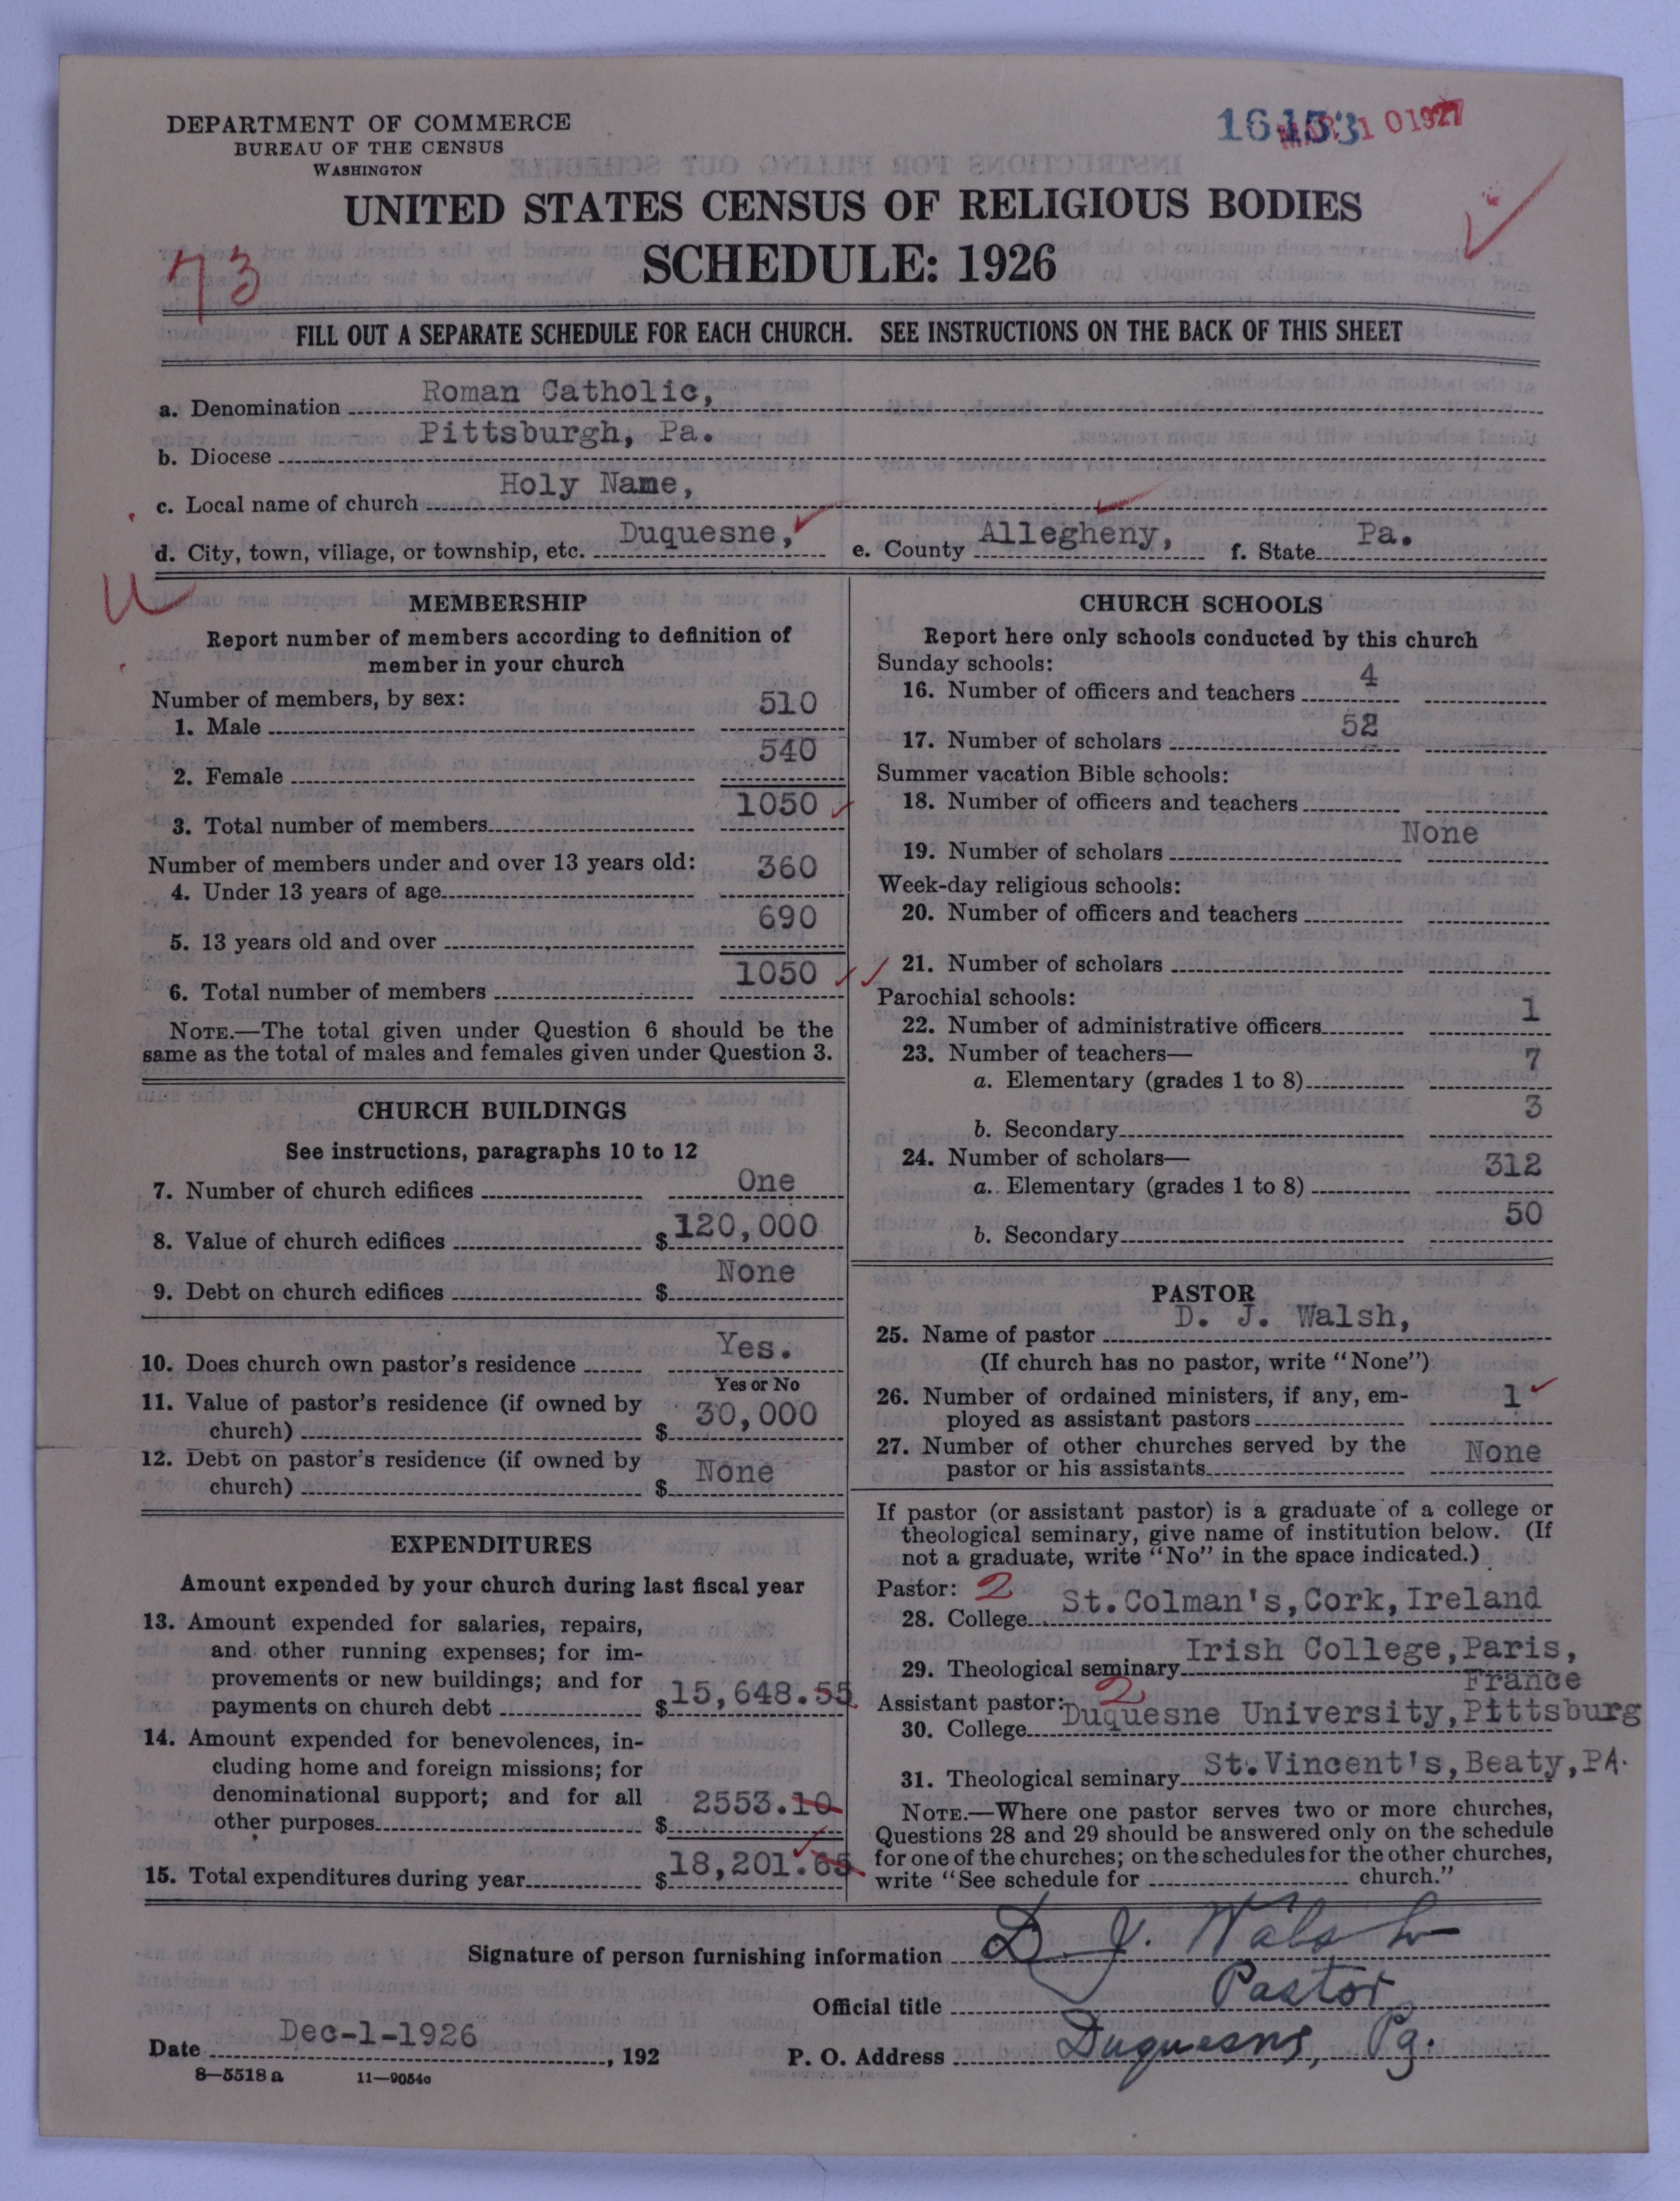 DEPARTMENT OF COMMERCE
BUREAU OF THE CENSUS
WASHINGTON
MAR 10 1927
UNITED STATES CENSUS OF RELIGIOUS BODIES
SCHEDULE: 1926
73
FILL OUT A SEPARATE SCHEDULE FOR EACH CHURCH. SEE INSTRUCTIONS ON THE BACK OF THIS SHEET
a. Denomination Roman Catholic,
b. Diocese Pittsburgh, Pa.
c. Local name of church Holy Name,
d. City, town, village, or township, etc. Duquesne, e. County Allegheny, f. State Pa.
MEMBERSHIP
Report number of members according to definition of
member in your church
Number of members, by sex:
1. Male 510
2. Female 540
3. Total number of members 1050
Number of members under and over 13 years old:
4. Under 13 years of age 360
5. 13 years old and over 690
6. Total number of members 1050
NOTE.—The total given under Question 6 should be the
same as the total of males and females given under Question 3.
CHURCH BUILDINGS
See instructions, paragraphs 10 to 12
7. Number of church edifices One
8. Value of church edifices $120,000
9. Debt on church edifices $ None
10. Does church own pastor's residence Yes.
Yes or No
11. Value of pastor's residence (if owned by
church) $ 30,000
12. Debt on pastor's residence (if owned by
church) $ None
EXPENDITURES
Amount expended by your church during last fiscal year
13. Amount expended for salaries, repairs,
and other running expenses; for im-
provements or new buildings; and for
payments on church debt $15,648.55
14. Amount expended for benevolences, in-
cluding home and foreign missions; for
denominational support; and for all
other purposes $ 2553.10
15. Total expenditures during year $18,201.65
CHURCH SCHOOLS
Report here only schools conducted by this church
Sunday schools:
16. Number of officers and teachers 4
17. Number of scholars 52
Summer vacation Bible schools:
18. Number of officers and teachers
19. Number of scholars None
Week-day religious schools:
20. Number of officers and teachers
21. Number of scholars
Parochial schools:
22. Number of administrative officers 1
23. Number of teachers—
a. Elementary (grades 1 to 8) 7
b. Secondary 3
24. Number of scholars—
a. Elementary (grades 1 to 8) 312
b. Secondary 50
PASTOR
25. Name of pastor D. J. Walsh,
(If church has no pastor, write "None")
26. Number of ordained ministers, if any, em-
ployed as assistant pastors 1
27. Number of other churches served by the
pastor or his assistants None
If pastor (or assistant pastor) is a graduate of a college or
theological seminary, give name of institution below. (If
not a graduate, write "No" in the space indicated.)
Pastor: 2
28. College St.Colman's,Cork,Ireland
29. Theological seminary Irish College,Paris,
France
Assistant pastor: 2
30. College Duquesne University,Pittsburg
31. Theological seminary St.Vincent's,Beaty,PA.
NOTE.—Where one pastor serves two or more churches,
Questions 28 and 29 should be answered only on the schedule
for one of the churches; on the schedules for the other churches,
write "See schedule for church."
Signature of person furnishing information D. J. Walsh
Official title Pastor
Date Dec-1-1926, 192 P. O. Address Duquesne, Pa.
8—5518 a 11—9054a